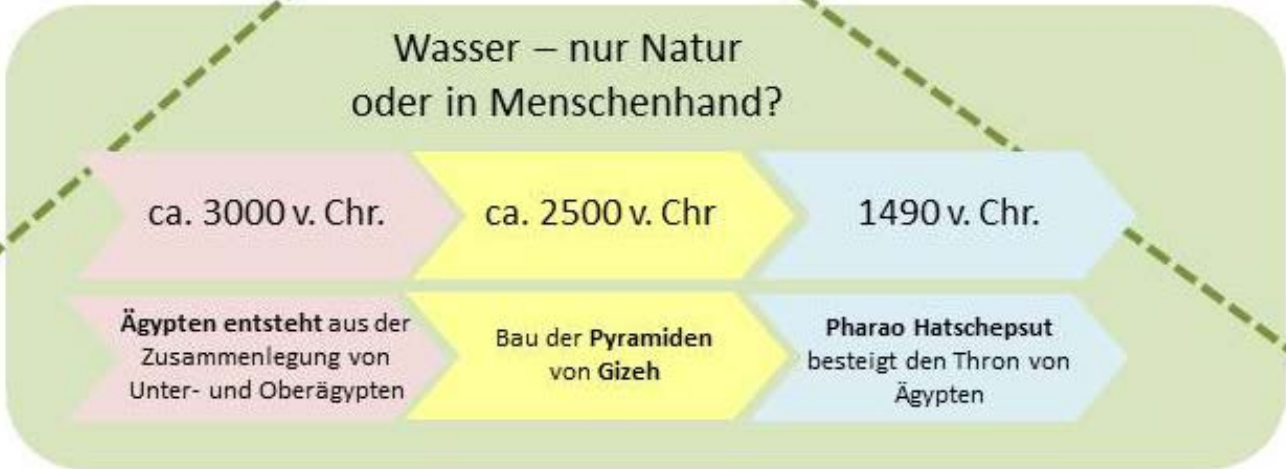 Wasser – nur Natur
oder in Menschenhand?
ca. 3000 v. Chr.
ca. 2500 v. Chr
1490 v. Chr.
Ägypten entsteht aus der
Zusammenlegung von
Unter- und Oberägypten
Bau der Pyramiden
von Gizeh
Pharao Hatschepsut
besteigt den Thron von
Ägypten